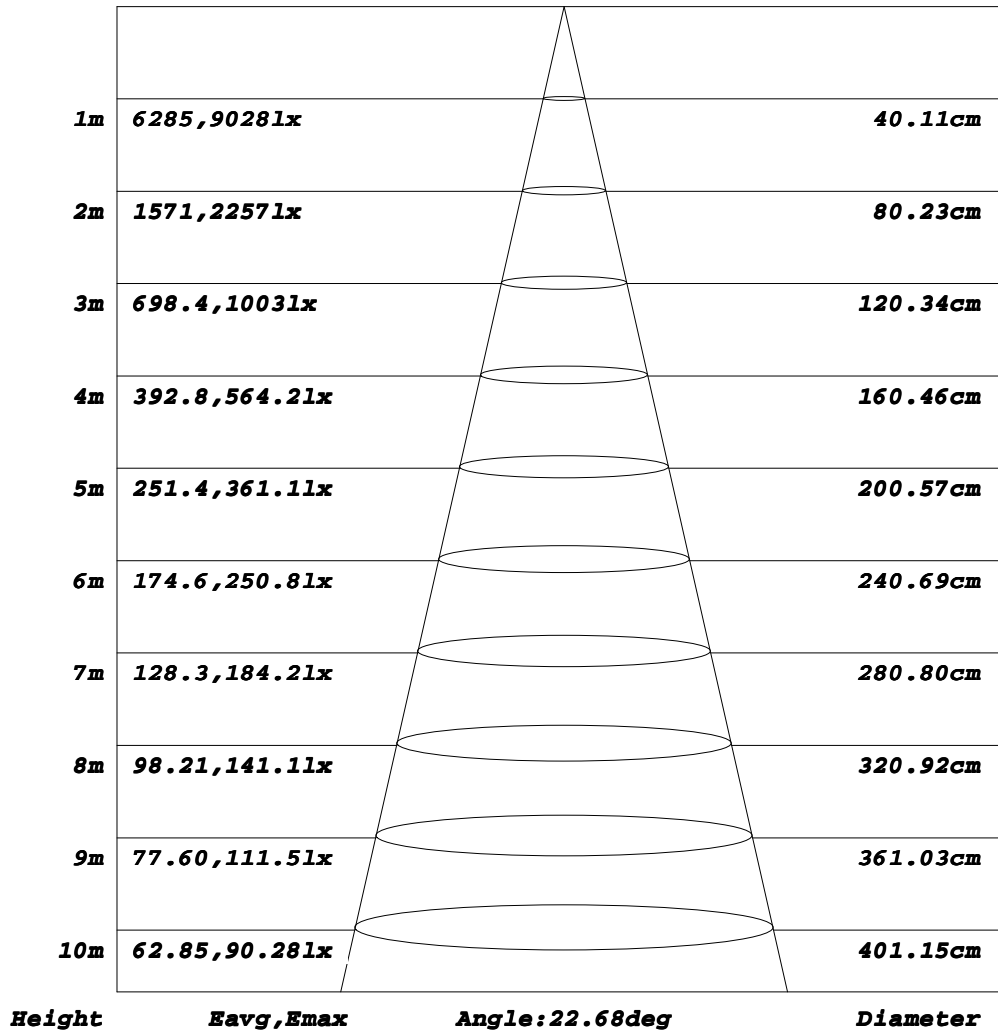 1m 6285,9028lx 40.11cm
2m 1571,2257lx 80.23cm
3m 698.4,1003lx 120.34cm
4m 392.8,564.2lx 160.46cm
5m 251.4,361.1lx 200.57cm
6m 174.6,250.8lx 240.69cm
7m 128.3,184.2lx 280.80cm
8m 98.21,141.1lx 320.92cm
9m 77.60,111.5lx 361.03cm
10m 62.85,90.28lx 401.15cm
Height Eavg,Emax Angle:22.68deg Diameter